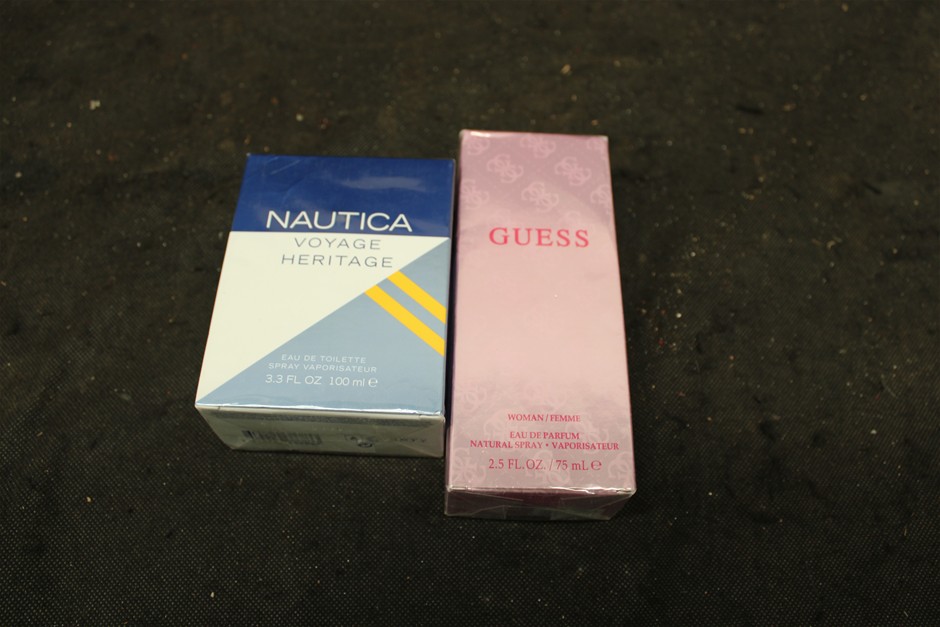 NAUTICA
VOYAGE
HERITAGE
EAU DE TOILETTE
SPRAY VAPORISATEUR
3.3 FL OZ 100 ml ℮
GUESS
WOMAN / FEMME
EAU DE PARFUM
NATURAL SPRAY • VAPORISATEUR
2.5 FL.OZ. / 75 mL ℮